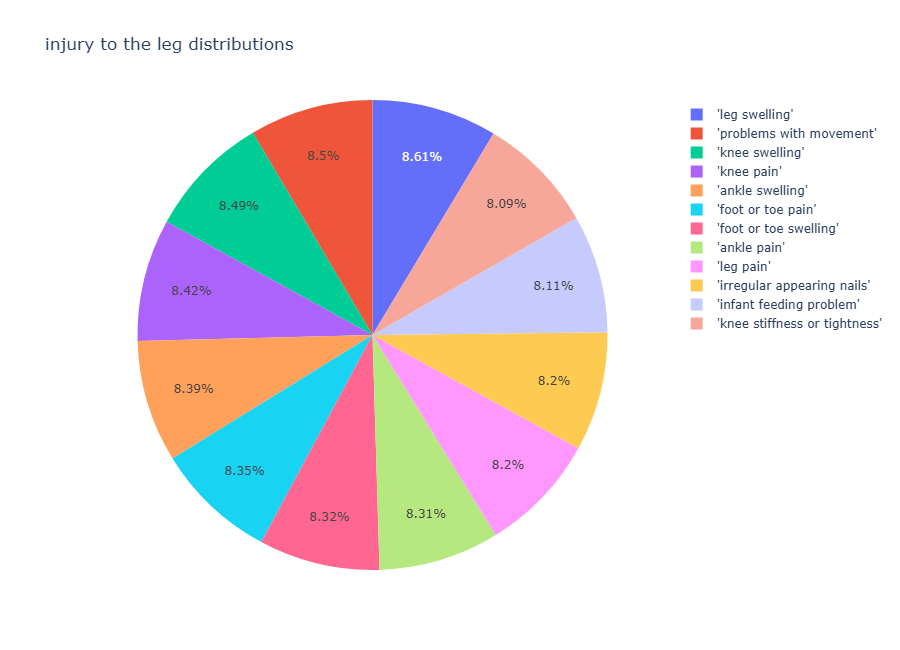 injury to the leg distributions
8.5%
8.61%
8.49%
8.09%
8.42%
8.11%
8.39%
8.2%
8.35%
8.2%
8.32%
8.31%
'leg swelling'
'problems with movement'
'knee swelling'
'knee pain'
'ankle swelling'
'foot or toe pain'
'foot or toe swelling'
'ankle pain'
'leg pain'
'irregular appearing nails'
'infant feeding problem'
'knee stiffness or tightness'